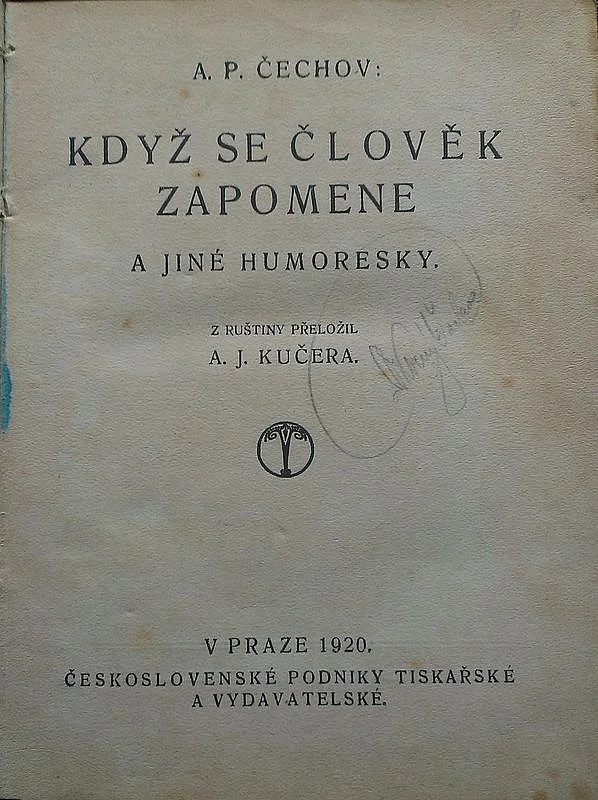 A. P. ČECHOV:
KDYŽ SE ČLOVĚK
ZAPOMENE
A JINÉ HUMORESKY.
Z RUŠTINY PŘELOŽIL
A. J. KUČERA.
V PRAZE 1920.
ČESKOSLOVENSKÉ PODNIKY TISKAŘSKÉ
A VYDAVATELSKÉ.